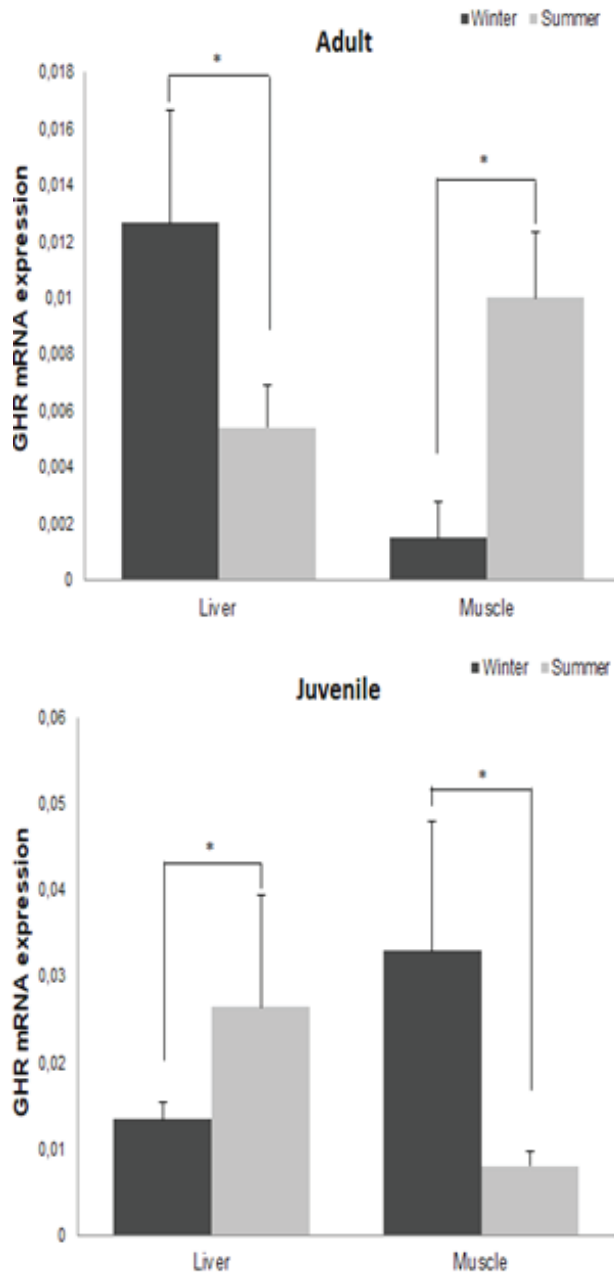 Winter Summer
Adult
GHR mRNA expression
0,018
0,016
0,014
0,012
0,01
0,008
0,006
0,004
0,002
0
*
*
Liver Muscle
Winter Summer
Juvenile
GHR mRNA expression
0,06
0,05
0,04
0,03
0,02
0,01
0
*
*
Liver Muscle